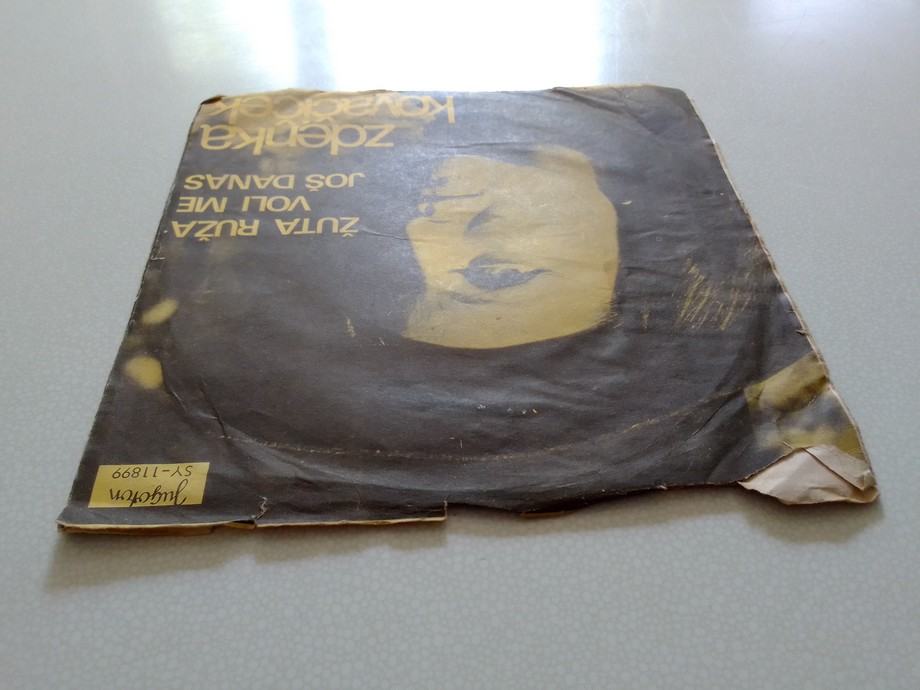 Jugoton
SY-11899
ŽUTA RUŽA
VOLI ME
JOŠ DANAS
zdenka
kovačiček